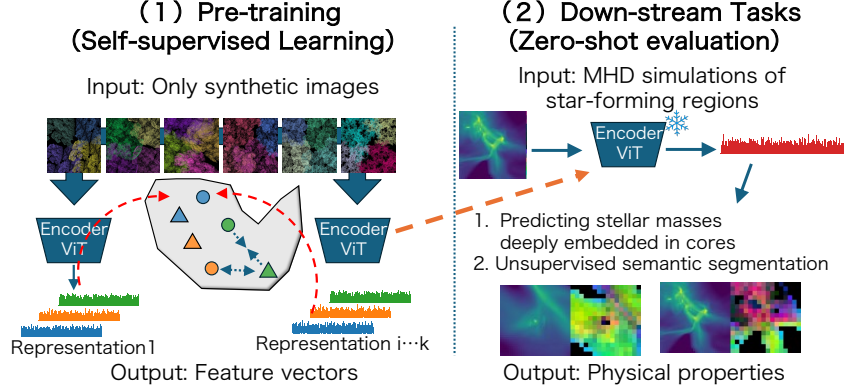 （1）Pre-training
（Self-supervised Learning）
Input: Only synthetic images
Encoder
ViT
Encoder
ViT
Representation1
Representation i…k
Output: Feature vectors
（2）Down-stream Tasks
（Zero-shot evaluation）
Input: MHD simulations of
star-forming regions
Encoder
ViT
1. Predicting stellar masses
deeply embedded in cores
2. Unsupervised semantic segmentation
Output: Physical properties